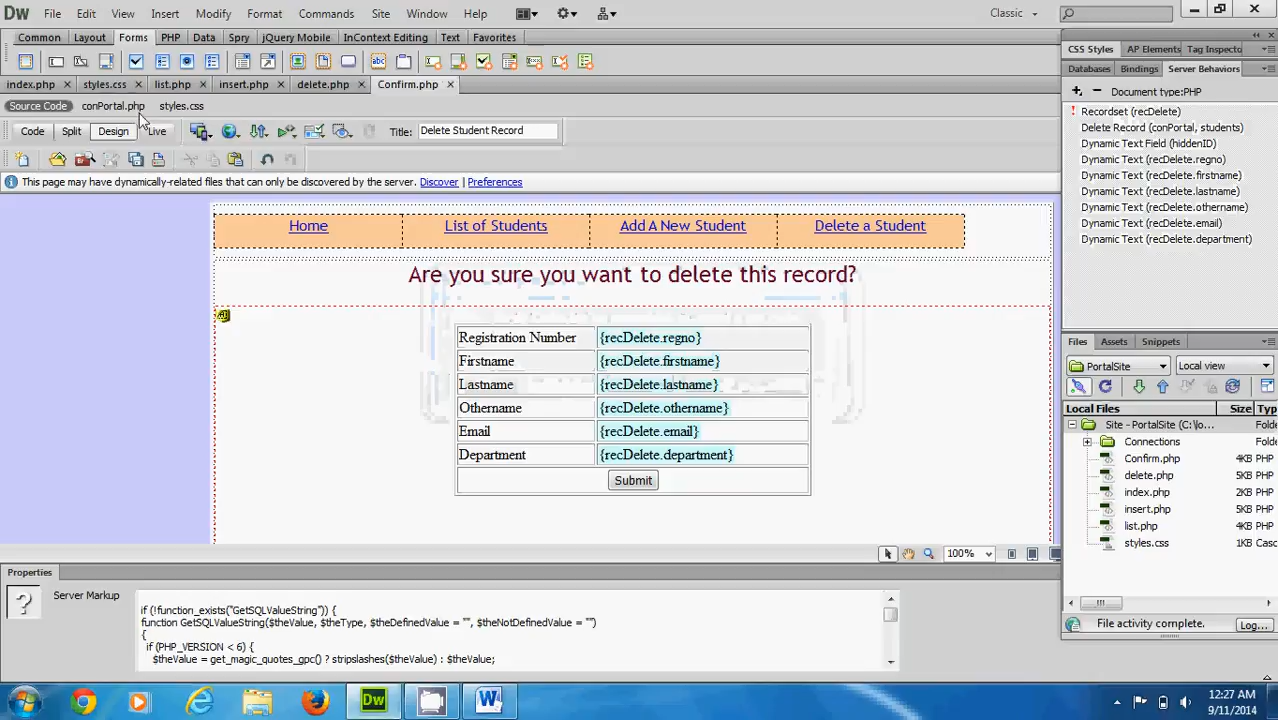 Dw File Edit View Insert Modify Format Commands Site Window Help Classic
Common Layout Forms PHP Data Spry jQuery Mobile InContext Editing Text Favorites
index.php × styles.css × list.php × insert.php × delete.php × Confirm.php ×
Source Code conPortal.php styles.css
Code Split Design Live Title: Delete Student Record
This page may have dynamically-related files that can only be discovered by the server. Discover | Preferences
Home List of Students Add A New Student Delete a Student
Are you sure you want to delete this record?
Registration Number {recDelete.regno}
Firstname {recDelete.firstname}
Lastname {recDelete.lastname}
Othername {recDelete.othername}
Email {recDelete.email}
Department {recDelete.department}
Submit
100%
Properties
Server Markup
if (!function_exists("GetSQLValueString")) {
function GetSQLValueString($theValue, $theType, $theDefinedValue = "", $theNotDefinedValue = "")
{
if (PHP_VERSION < 6) {
$theValue = get_magic_quotes_gpc() ? stripslashes($theValue) : $theValue;
CSS Styles AP Elements Tag Inspecto
Databases Bindings Server Behaviors
Document type:PHP
! Recordset (recDelete)
Delete Record (conPortal, students)
Dynamic Text Field (hiddenID)
Dynamic Text (recDelete.regno)
Dynamic Text (recDelete.firstname)
Dynamic Text (recDelete.lastname)
Dynamic Text (recDelete.othername)
Dynamic Text (recDelete.email)
Dynamic Text (recDelete.department)
Files Assets Snippets
PortalSite Local view
Local Files Size Typ
Site - PortalSite (C:\lo... Folde
Connections Folde
Confirm.php 4KB PHP
delete.php 5KB PHP
index.php 2KB PHP
insert.php 5KB PHP
list.php 4KB PHP
styles.css 1KB Casc
File activity complete. Log...
12:27 AM
9/11/2014